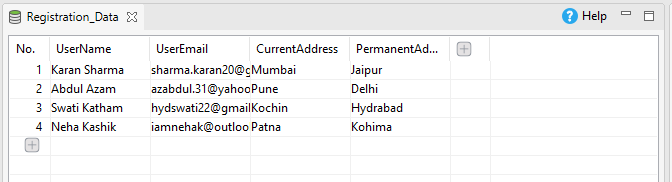 Registration_Data
Help
No. UserName UserEmail CurrentAddress PermanentAd...
1 Karan Sharma sharma.karan20@g Mumbai Jaipur
2 Abdul Azam azabdul.31@yahoo Pune Delhi
3 Swati Katham hydswati22@gmail Kochin Hydrabad
4 Neha Kashik iamnehak@outloo Patna Kohima